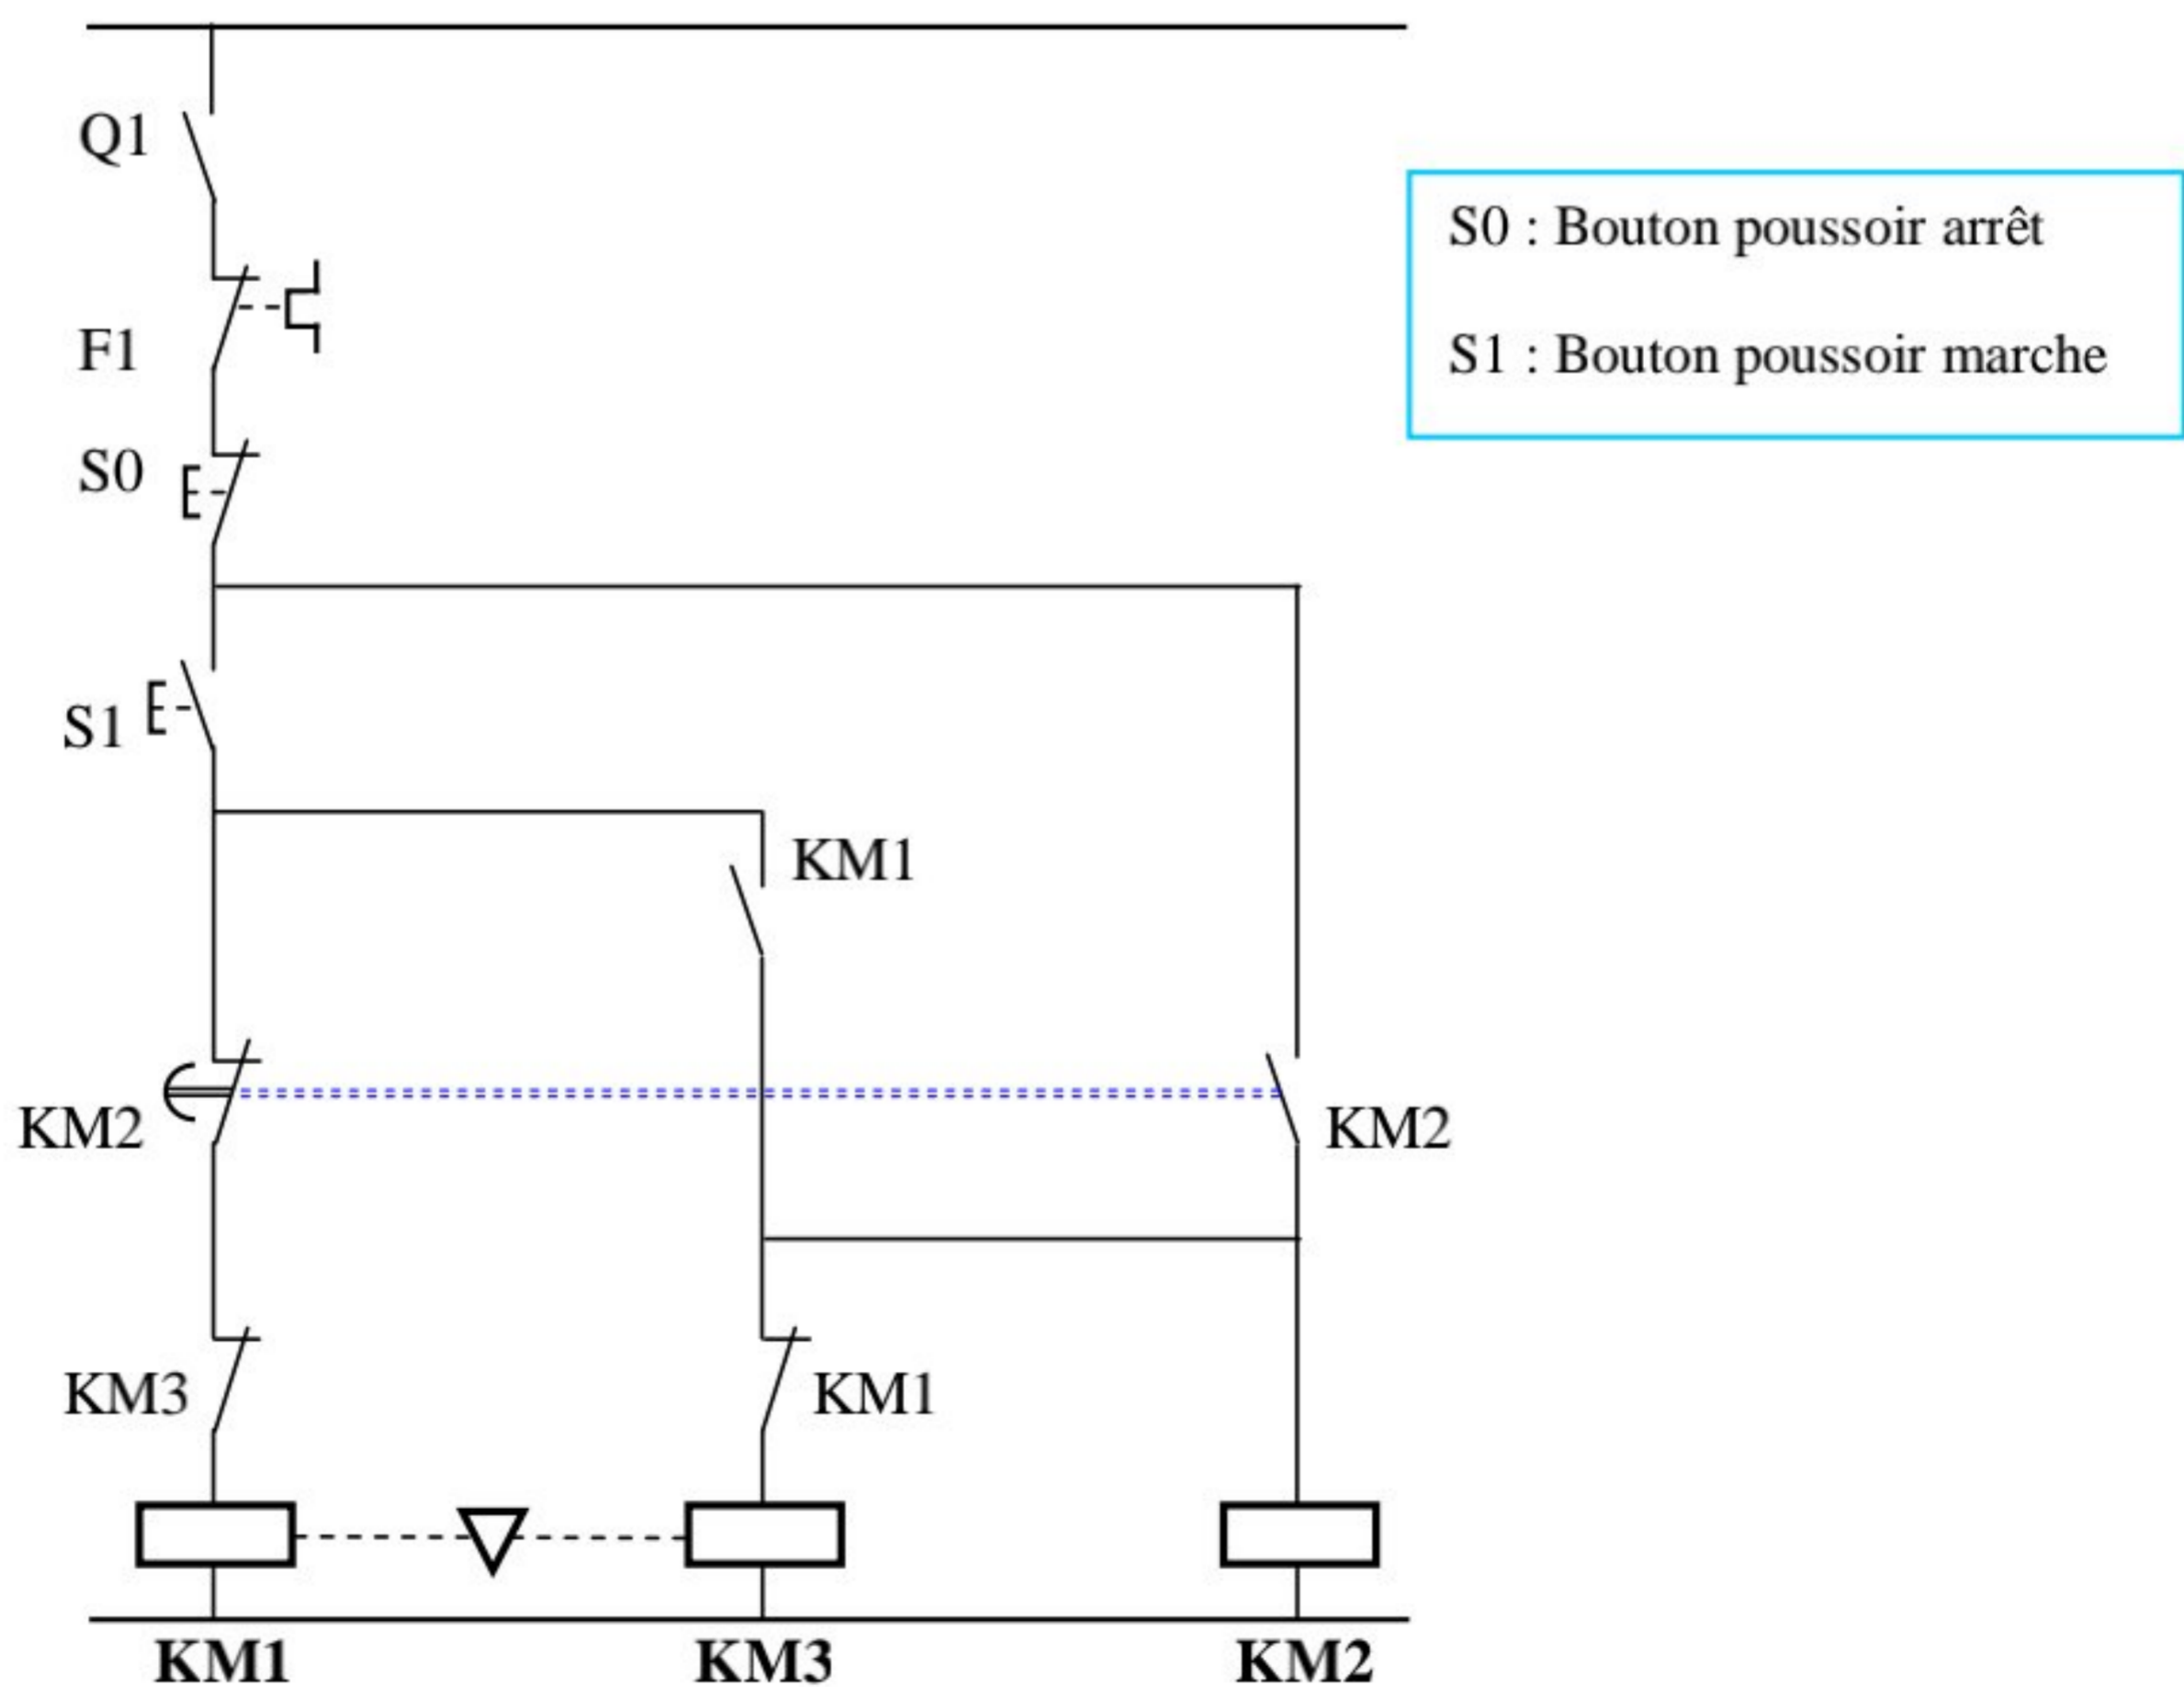 Q1
S0 : Bouton poussoir arrêt
F1
S1 : Bouton poussoir marche
S0
S1
KM1
KM2
KM2
KM3
KM1
KM1
KM3
KM2